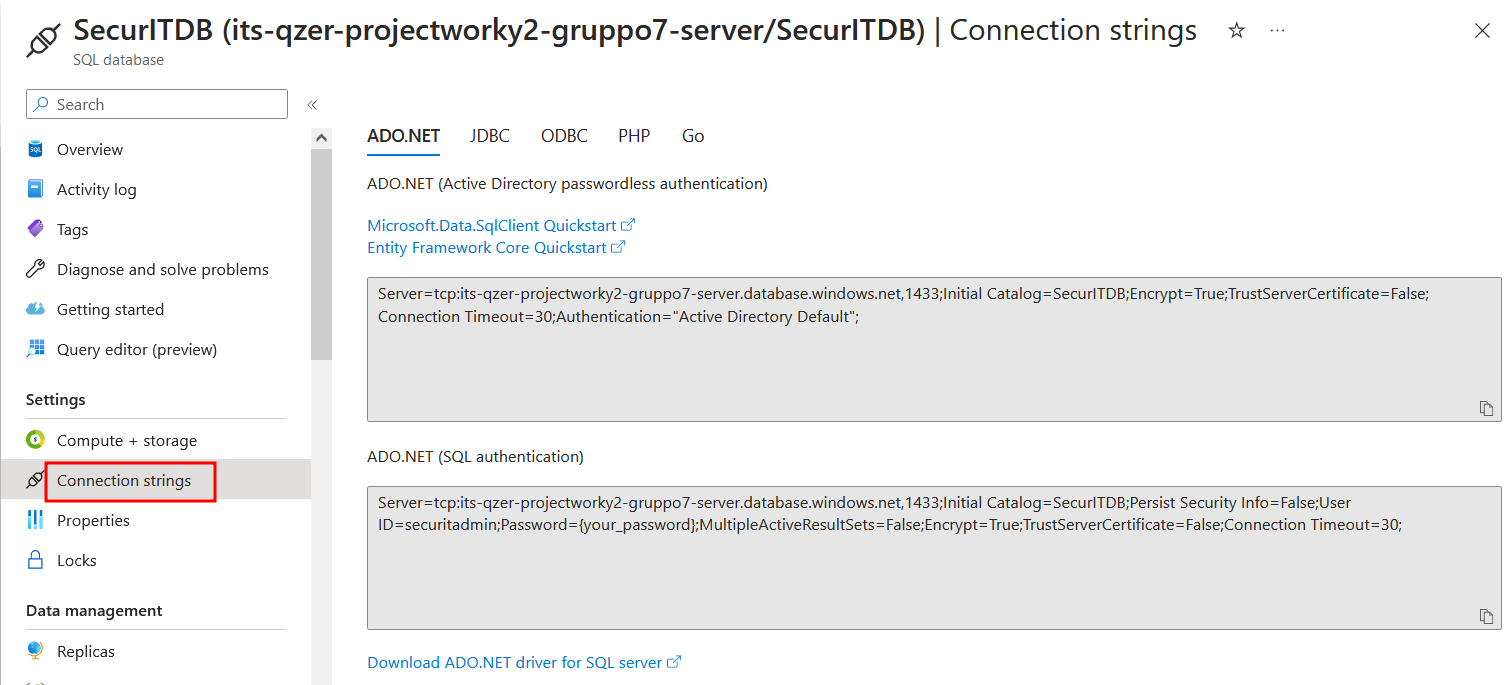 SecurITDB (its-qzer-projectworky2-gruppo7-server/SecurITDB) | Connection strings
SQL database
Search
Overview
Activity log
Tags
Diagnose and solve problems
Getting started
Query editor (preview)
Settings
Compute + storage
Connection strings
Properties
Locks
Data management
Replicas
ADO.NET JDBC ODBC PHP Go
ADO.NET (Active Directory passwordless authentication)
Microsoft.Data.SqlClient Quickstart
Entity Framework Core Quickstart
Server=tcp:its-qzer-projectworky2-gruppo7-server.database.windows.net,1433;Initial Catalog=SecurITDB;Encrypt=True;TrustServerCertificate=False;
Connection Timeout=30;Authentication="Active Directory Default";
ADO.NET (SQL authentication)
Server=tcp:its-qzer-projectworky2-gruppo7-server.database.windows.net,1433;Initial Catalog=SecurITDB;Persist Security Info=False;User
ID=securitadmin;Password={your_password};MultipleActiveResultSets=False;Encrypt=True;TrustServerCertificate=False;Connection Timeout=30;
Download ADO.NET driver for SQL server